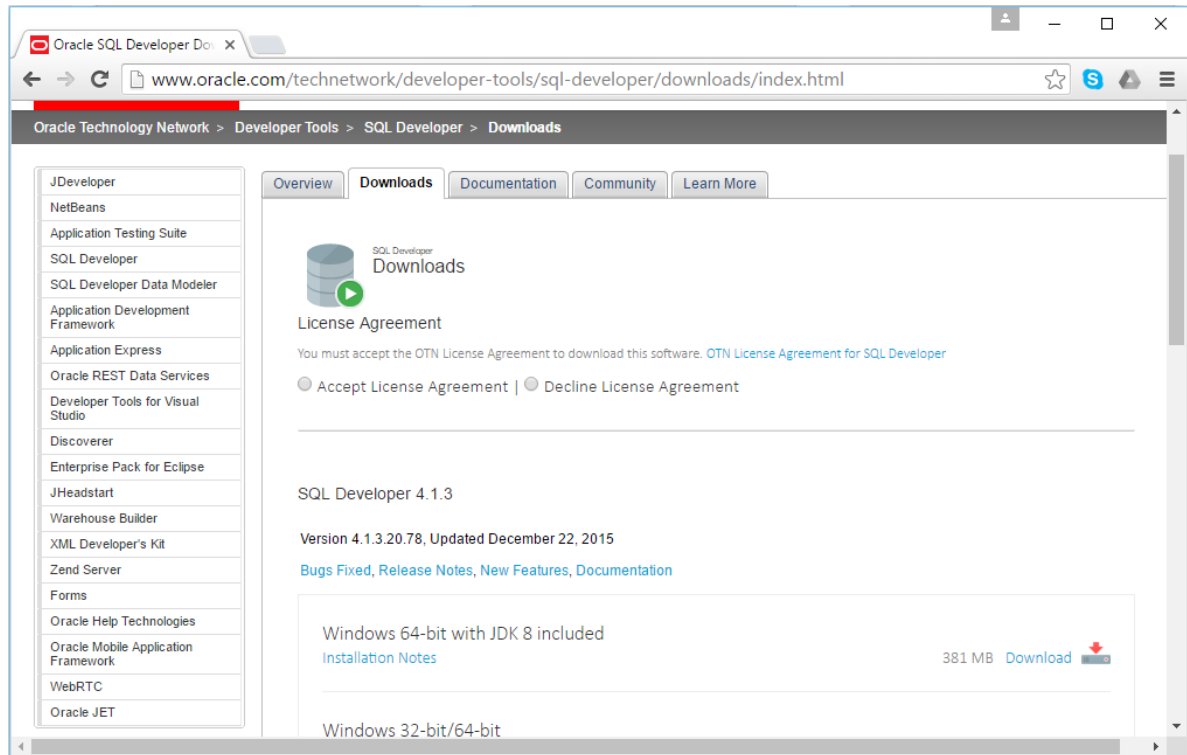 Oracle SQL Developer Dov
www.oracle.com/technetwork/developer-tools/sql-developer/downloads/index.html
Oracle Technology Network > Developer Tools > SQL Developer > Downloads
JDeveloper
NetBeans
Application Testing Suite
SQL Developer
SQL Developer Data Modeler
Application Development
Framework
Application Express
Oracle REST Data Services
Developer Tools for Visual
Studio
Discoverer
Enterprise Pack for Eclipse
JHeadstart
Warehouse Builder
XML Developer's Kit
Zend Server
Forms
Oracle Help Technologies
Oracle Mobile Application
Framework
WebRTC
Oracle JET
Overview Downloads Documentation Community Learn More
SQL Developer
Downloads
License Agreement
You must accept the OTN License Agreement to download this software. OTN License Agreement for SQL Developer
Accept License Agreement | Decline License Agreement
SQL Developer 4.1.3
Version 4.1.3.20.78, Updated December 22, 2015
Bugs Fixed, Release Notes, New Features, Documentation
Windows 64-bit with JDK 8 included
Installation Notes 381 MB Download
Windows 32-bit/64-bit